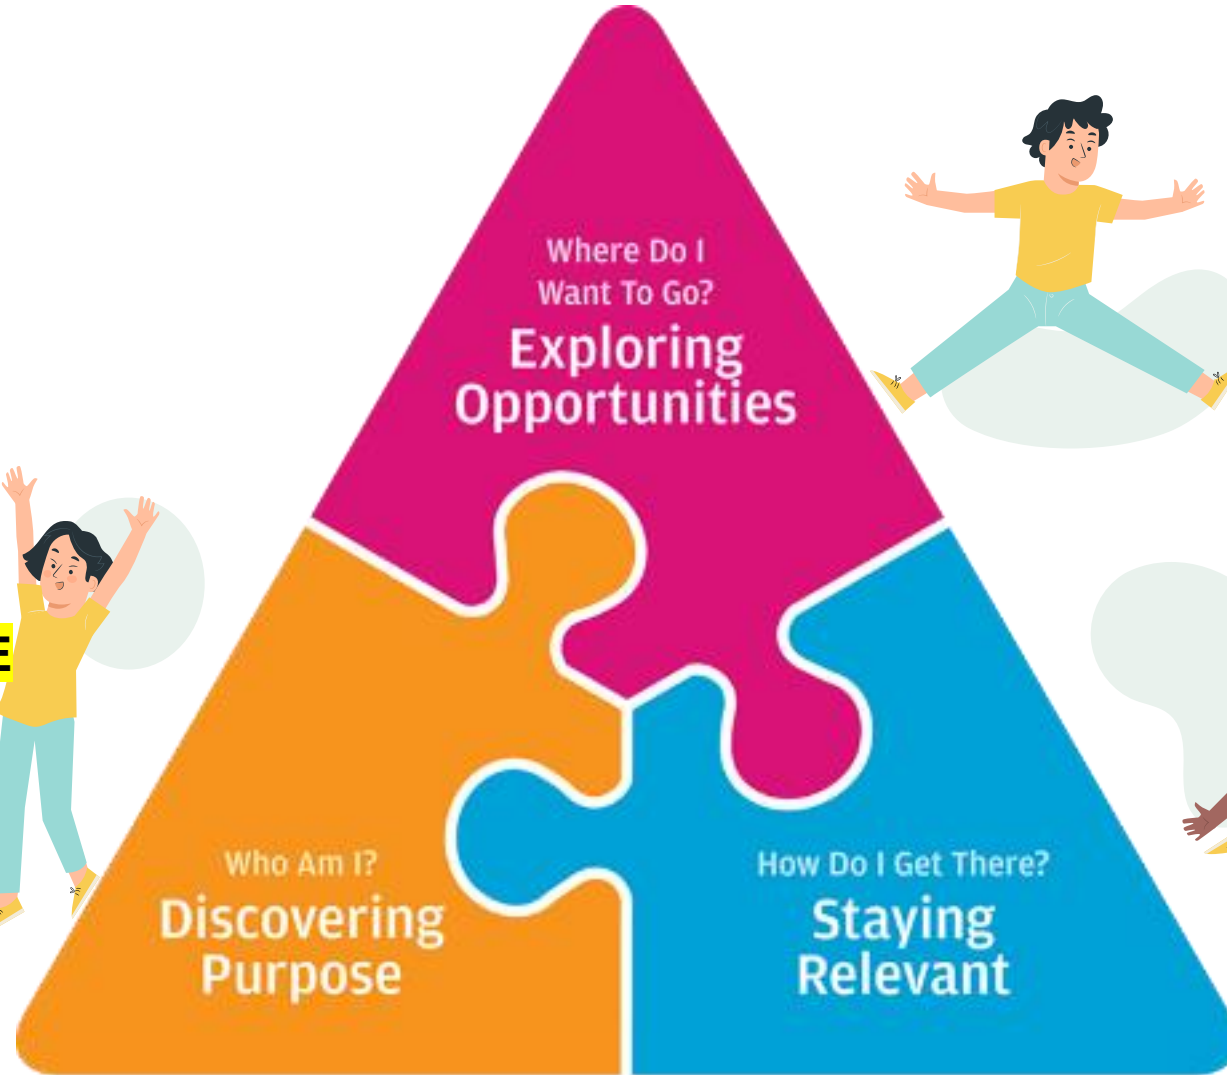 Where Do I
Want To Go?
Exploring
Opportunities
E
Who Am I?
Discovering
Purpose
How Do I Get There?
Staying
Relevant